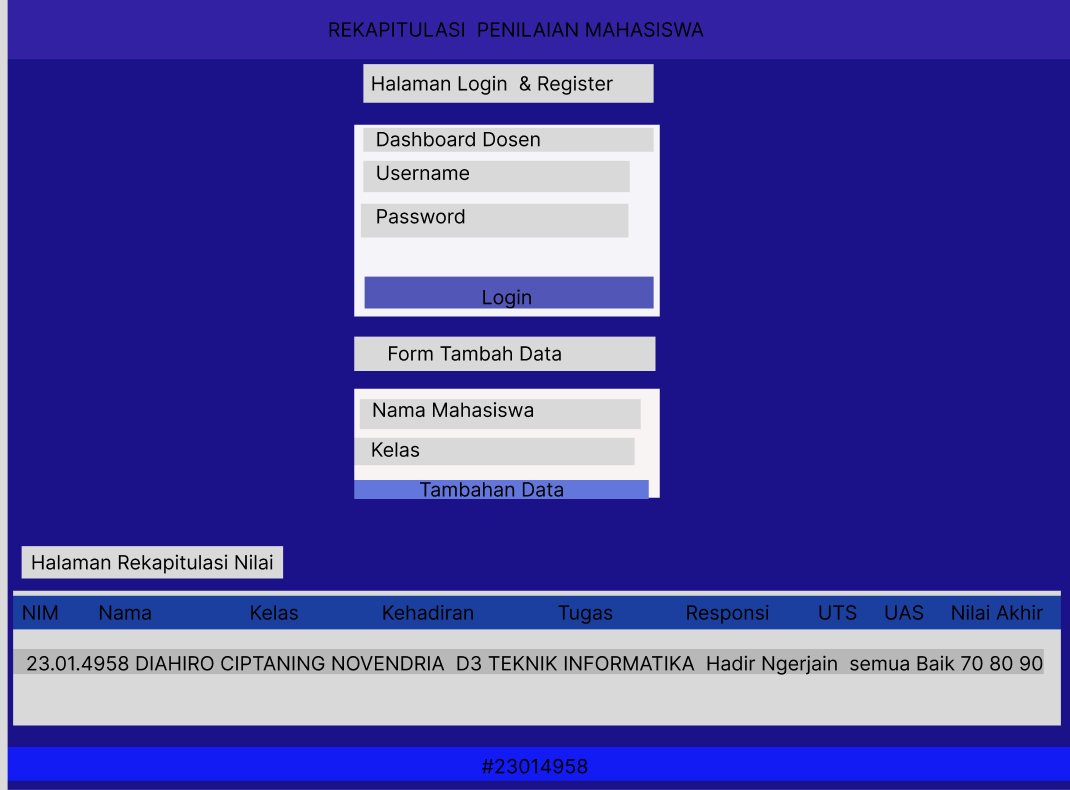 REKAPITULASI PENILAIAN MAHASISWA
Halaman Login & Register
Dashboard Dosen
Username
Password
Login
Form Tambah Data
Nama Mahasiswa
Kelas
Tambahan Data
Halaman Rekapitulasi Nilai
NIM Nama Kelas Kehadiran Tugas Responsi UTS UAS Nilai Akhir
23.01.4958 DIAHIRO CIPTANING NOVENDRIA D3 TEKNIK INFORMATIKA Hadir Ngerjain semua Baik 70 80 90
#23014958